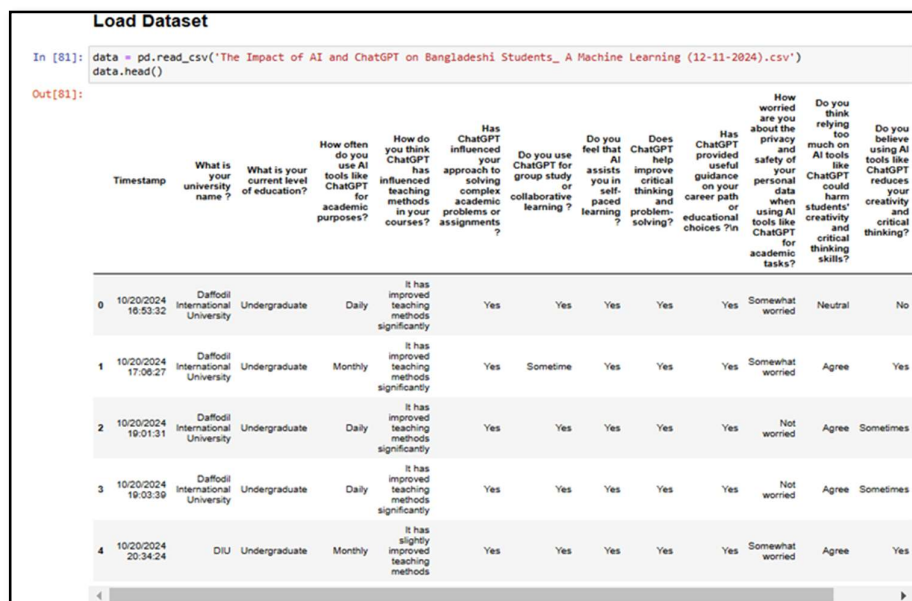 Load Dataset
In [81]: data = pd.read_csv('The Impact of AI and ChatGPT on Bangladeshi Students_ A Machine Learning (12-11-2024).csv')
data.head()
Out[81]:
Timestamp
What is
your
university
name ?
What is your
current level
of education?
How often
do you
use AI
tools like
ChatGPT
for
academic
purposes?
How do
you think
ChatGPT
has
influenced
teaching
methods
in your
courses?
Has
ChatGPT
influenced
your
approach to
solving
complex
academic
problems or
assignments
?
Do you use
ChatGPT for
group study
or
collaborative
learning ?
Do you
feel that
AI
assists
you in
self-
paced
learning
?
Does
ChatGPT
help
improve
critical
thinking
and
problem-
solving?
Has
ChatGPT
provided
useful
guidance
on your
career path
or
educational
choices ?\n
How
worried
are you
about the
privacy
and
safety of
your
personal
data
when
using AI
tools like
ChatGPT
for
academic
tasks?
Do you
think
relying
too
much on
AI tools
like
ChatGPT
could
harm
students'
creativity
and
critical
thinking
skills?
Do you
believe
using AI
tools like
ChatGPT
reduces
your
creativity
and
critical
thinking?
0
10/20/2024
16:53:32
Daffodil
International
University
Undergraduate
Daily
It has
improved
teaching
methods
significantly
Yes
Yes
Yes
Yes
Yes
Somewhat
worried
Neutral
No
1
10/20/2024
17:06:27
Daffodil
International
University
Undergraduate
Monthly
It has
improved
teaching
methods
significantly
Yes
Sometime
Yes
Yes
Yes
Somewhat
worried
Agree
Yes
2
10/20/2024
19:01:31
Daffodil
International
University
Undergraduate
Daily
It has
improved
teaching
methods
significantly
Yes
Yes
Yes
Yes
Yes
Not
worried
Agree
Sometimes
3
10/20/2024
19:03:39
Daffodil
International
University
Undergraduate
Daily
It has
improved
teaching
methods
significantly
Yes
Yes
Yes
Yes
Yes
Not
worried
Agree
Sometimes
4
10/20/2024
20:34:24
DIU
Undergraduate
Monthly
It has
slightly
improved
teaching
methods
Yes
Yes
Yes
Yes
Yes
Somewhat
worried
Agree
Yes